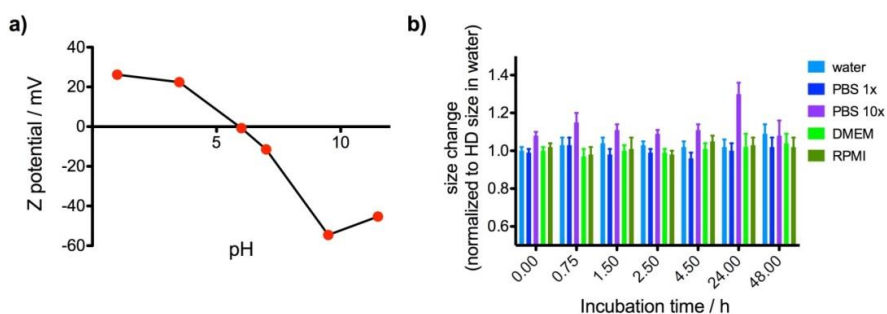 a)
40
20
0
-20
-40
-60
Z potential / mV
5
10
pH
b)
1.4
1.2
1.0
0.8
0.6
size change
(normalized to HD size in water)
0.00
0.75
1.50
2.50
4.50
24.00
48.00
Incubation time / h
water
PBS 1x
PBS 10x
DMEM
RPMI